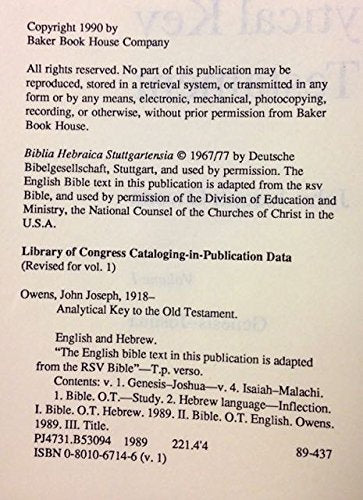 Copyright 1990 by
Baker Book House Company
All rights reserved. No part of this publication may be
reproduced, stored in a retrieval system, or transmitted in any
form or by any means, electronic, mechanical, photocopying,
recording, or otherwise, without prior permission from Baker
Book House.
Biblia Hebraica Stuttgartensia © 1967/77 by Deutsche
Bibelgesellschaft, Stuttgart, and used by permission. The
English Bible text in this publication is adapted from the RSV
Bible, and used by permission of the Division of Education and
Ministry, the National Counsel of the Churches of Christ in the
U.S.A.
Library of Congress Cataloging-in-Publication Data
(Revised for vol. 1)
Owens, John Joseph, 1918–
Analytical Key to the Old Testament.
English and Hebrew.
"The English bible text in this publication is adapted
from the RSV Bible"—T.p. verso.
Contents: v. 1. Genesis–Joshua—v. 4. Isaiah–Malachi.
1. Bible. O.T.—Study. 2. Hebrew language—Inflection.
I. Bible. O.T. Hebrew. 1989. II. Bible. O.T. English. Owens.
1989. III. Title.
PJ4731.B53094 1989 221.4'4 89-437
ISBN 0-8010-6714-6 (v. 1)